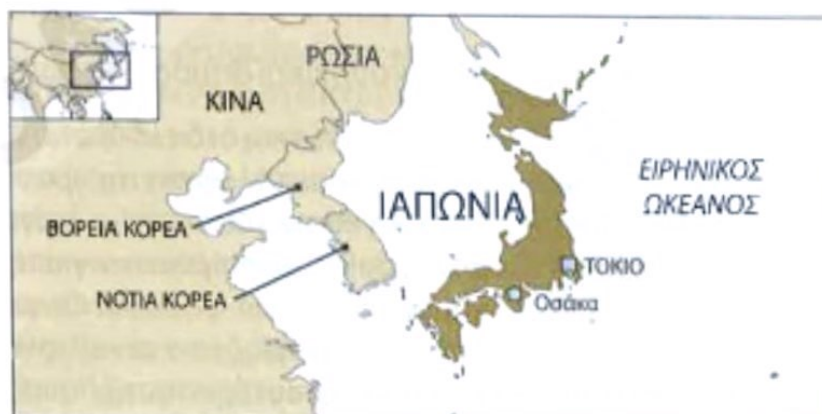 ΡΩΣΙΑ
ΚΙΝΑ
ΕΙΡΗΝΙΚΟΣ
ΩΚΕΑΝΟΣ
ΙΑΠΩΝΙΑ
ΒΟΡΕΙΑ ΚΟΡΕΑ
ΤΟΚΙΟ
ΝΟΤΙΑ ΚΟΡΕΑ
Οσάκα